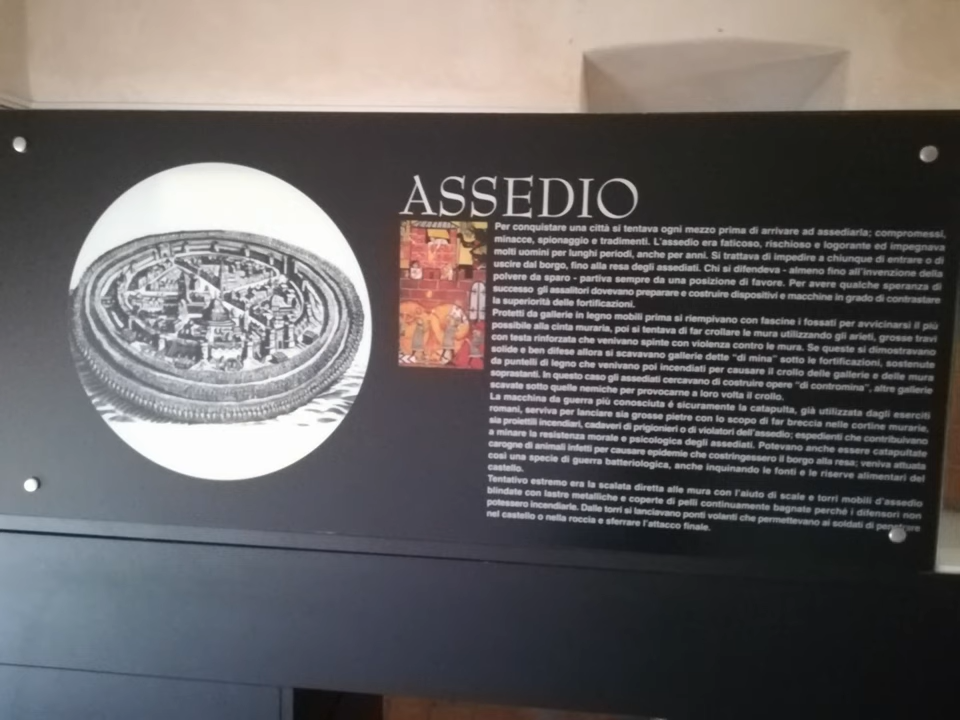 ASSEDIO
Per conquistare una città si tentava ogni mezzo prima di arrivare ad assediarla; compromessi,
minacce, spionaggio e tradimenti. L'assedio era faticoso, rischioso e logorante ed impegnava
molti uomini per lunghi periodi, anche per anni. Si trattava di impedire a chiunque di entrare o di
uscire dal borgo, fino alla resa degli assediati. Chi si difendeva - almeno fino all'invenzione della
polvere da sparo - partiva sempre da una posizione di favore. Per avere qualche speranza di
successo gli assalitori dovevano preparare e costruire dispositivi e macchine in grado di contrastare
la superiorità delle fortificazioni.
Protetti da gallerie in legno mobili prima si riempivano con fascine i fossati per avvicinarsi il più
possibile alla cinta muraria, poi si tentava di far crollare le mura utilizzando gli arieti, grosse travi
con testa rinforzata che venivano spinte con violenza contro le mura. Se queste si dimostravano
solide e ben difese allora si scavavano gallerie dette "di mina" sotto le fortificazioni, sostenute
da puntelli di legno che venivano poi incendiati per causare il crollo delle gallerie e delle mura
soprastanti. In questo caso gli assediati cercavano di costruire opere "di contromina", altre gallerie
scavate sotto quelle nemiche per provocarne a loro volta il crollo.
La macchina da guerra più conosciuta é sicuramente la catapulta, già utilizzata dagli eserciti
romani, serviva per lanciare sia grosse pietre con lo scopo di far breccia nelle cortine murarie,
sia proiettili incendiari, cadaveri di prigionieri o di violatori dell'assedio; espedienti che contribuivano
a minare la resistenza morale e psicologica degli assediati. Potevano anche essere catapultate
carogne di animali infetti per causare epidemie che costringessero il borgo alla resa; veniva attuata
così una specie di guerra batteriologica, anche inquinando le fonti e le riserve alimentari del
castello.
Tentativo estremo era la scalata diretta alle mura con l'aiuto di scale e torri mobili d'assedio
blindate con lastre metalliche e coperte di pelli continuamente bagnate perché i difensori non
potessero incendiarle. Dalle torri si lanciavano ponti volanti che permettevano ai soldati di penetrare
nel castello o nella roccia e sferrare l'attacco finale.